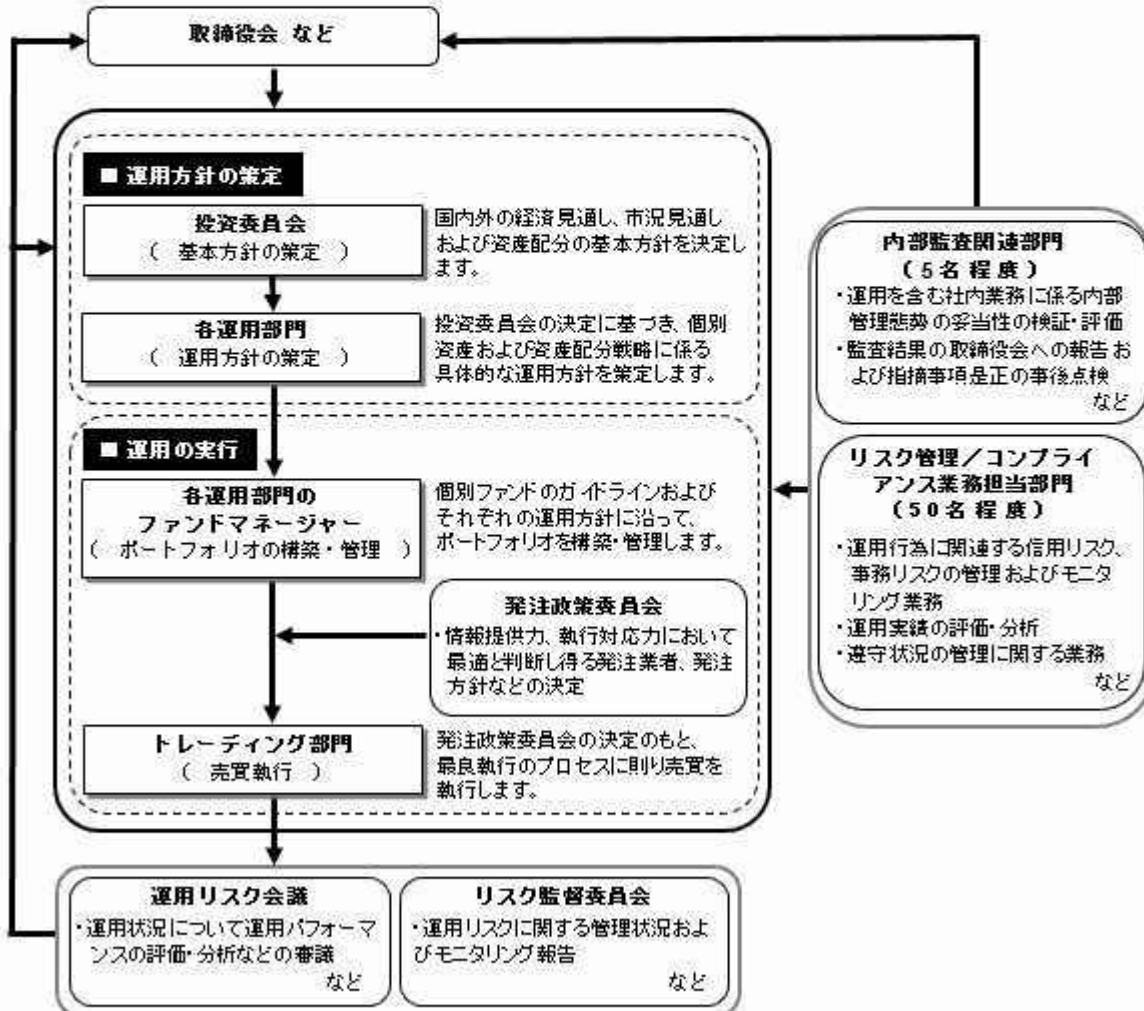 取締役会 など
■ 運用方針の策定
投資委員会
( 基本方針の策定 )
国内外の経済見通し、市況見通し
および資産配分の基本方針を決定し
ます。
各運用部門
( 運用方針の策定 )
投資委員会の決定に基づき、個別
資産および資産配分戦略に係る
具体的な運用方針を策定します。
■ 運用の実行
各運用部門の
ファンドマネージャー
( ポートフォリオの構築・管理 )
個別ファンドのガイドラインおよび
それぞれの運用方針に沿って、
ポートフォリオを構築・管理します。
発注政策委員会
・情報提供力、執行対応力において
最適と判断し得る発注業者、発注
方針などの決定
トレーディング部門
( 売買執行 )
発注政策委員会の決定のもと、
最良執行のプロセスに則り売買を
執行します。
内部監査関連部門
(5名程度)
・運用を含む社内業務に係る内部
管理態勢の妥当性の検証・評価
・監査結果の取締役会への報告お
よび指摘事項是正の事後点検
など
リスク管理/コンプライ
アンス業務担当部門
(50名程度)
・運用行為に関連する信用リスク、
事務リスクの管理およびモニタ
リング業務
・運用実績の評価・分析
・遵守状況の管理に関する業務
など
運用リスク会議
・運用状況について運用パフォーマ
ンスの評価・分析などの審議
など
リスク監督委員会
・運用リスクに関する管理状況およ
びモニタリング報告
など